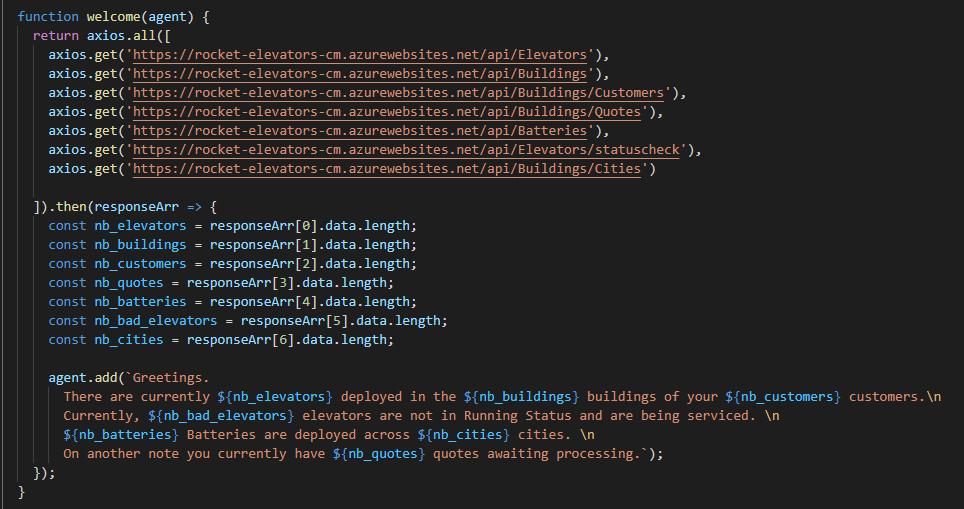 function welcome(agent) {
return axios.all([
axios.get('https://rocket-elevators-cm.azurewebsites.net/api/Elevators'),
axios.get('https://rocket-elevators-cm.azurewebsites.net/api/Buildings'),
axios.get('https://rocket-elevators-cm.azurewebsites.net/api/Buildings/Customers'),
axios.get('https://rocket-elevators-cm.azurewebsites.net/api/Buildings/Quotes'),
axios.get('https://rocket-elevators-cm.azurewebsites.net/api/Batteries'),
axios.get('https://rocket-elevators-cm.azurewebsites.net/api/Elevators/statuscheck'),
axios.get('https://rocket-elevators-cm.azurewebsites.net/api/Buildings/Cities')
]).then(responseArr => {
const nb_elevators = responseArr[0].data.length;
const nb_buildings = responseArr[1].data.length;
const nb_customers = responseArr[2].data.length;
const nb_quotes = responseArr[3].data.length;
const nb_batteries = responseArr[4].data.length;
const nb_bad_elevators = responseArr[5].data.length;
const nb_cities = responseArr[6].data.length;
agent.add(`Greetings.
There are currently ${nb_elevators} deployed in the ${nb_buildings} buildings of your ${nb_customers} customers.\n
Currently, ${nb_bad_elevators} elevators are not in Running Status and are being serviced. \n
${nb_batteries} Batteries are deployed across ${nb_cities} cities. \n
On another note you currently have ${nb_quotes} quotes awaiting processing.`);
});
}